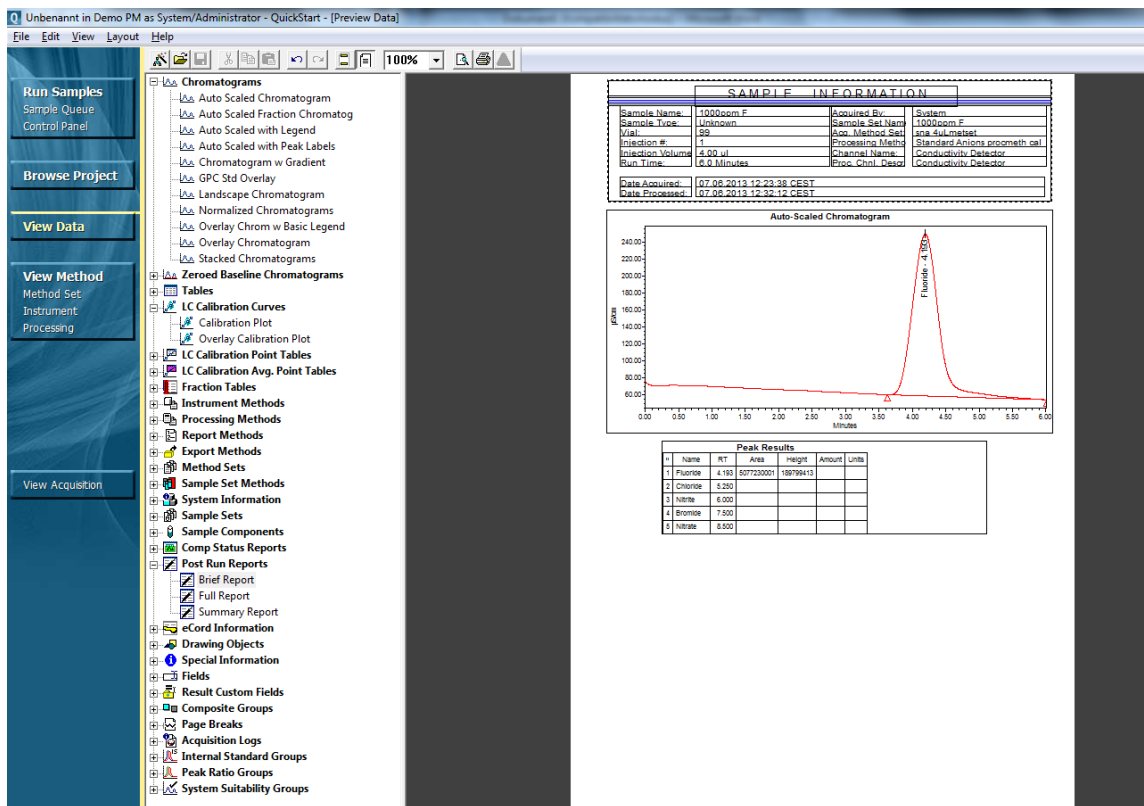 Unbenannt in Demo PM as System/Administrator - QuickStart - [Preview Data]
File Edit View Layout Help
100%
Run Samples
Sample Queue
Control Panel
Browse Project
View Data
View Method
Method Set
Instrument
Processing
View Acquisition
Chromatograms
Auto Scaled Chromatogram
Auto Scaled Fraction Chromatog
Auto Scaled with Legend
Auto Scaled with Peak Labels
Chromatogram w Gradient
GPC Std Overlay
Landscape Chromatogram
Normalized Chromatograms
Overlay Chrom w Basic Legend
Overlay Chromatogram
Stacked Chromatograms
Zeroed Baseline Chromatograms
Tables
LC Calibration Curves
Calibration Plot
Overlay Calibration Plot
LC Calibration Point Tables
LC Calibration Avg. Point Tables
Fraction Tables
Instrument Methods
Processing Methods
Report Methods
Export Methods
Method Sets
Sample Set Methods
System Information
Sample Sets
Sample Components
Comp Status Reports
Post Run Reports
Brief Report
Full Report
Summary Report
eCord Information
Drawing Objects
Special Information
Fields
Result Custom Fields
Composite Groups
Page Breaks
Acquisition Logs
Internal Standard Groups
Peak Ratio Groups
System Suitability Groups
SAMPLE INFORMATION
Sample Name: 1000ppm F Acquired By: System
Sample Type: Unknown Sample Set Nam 1000ppm F
Vial: 99 Acq. Method Set: sna 4uLmetset
Injection #: 1 Processing Metho Standard Anions procmeth cal
Injection Volume 4.00 ul Channel Name: Conductivity Detector
Run Time: 6.0 Minutes Proc. Chnl. Descr Conductivity Detector
Date Acquired: 07.06.2013 12:23:38 CEST
Date Processed: 07.06.2013 12:32:12 CEST
Auto-Scaled Chromatogram
240.00
220.00
200.00
180.00
160.00
140.00
120.00
100.00
80.00
60.00
Fluoride - 4.193
0.00 0.50 1.00 1.50 2.00 2.50 3.00 3.50 4.00 4.50 5.00 5.50 6.00
Minutes
Peak Results
Name RT Area Height Amount Units
1 Fluoride 4.193 5077230001 189799413
2 Chloride 5.250
3 Nitrite 6.000
4 Bromide 7.500
5 Nitrate 8.500